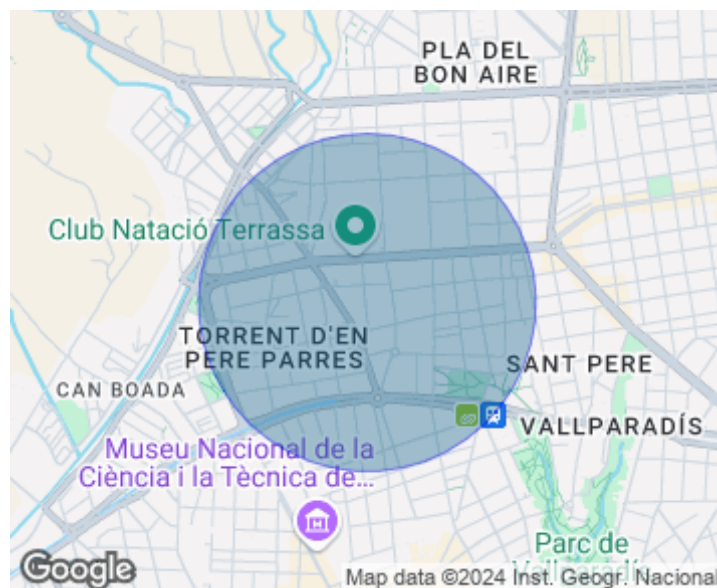 PLA DEL
BON AIRE
Club Natació Terrassa
TORRENT D'EN
PERE PARRES
SANT PERE
CAN BOADA
VALLPARADÍS
Museu Nacional de la
Ciència i la Tècnica de...
Parc de
Vallparadís
Google
Map data ©2024 Inst. Geogr. Nacional